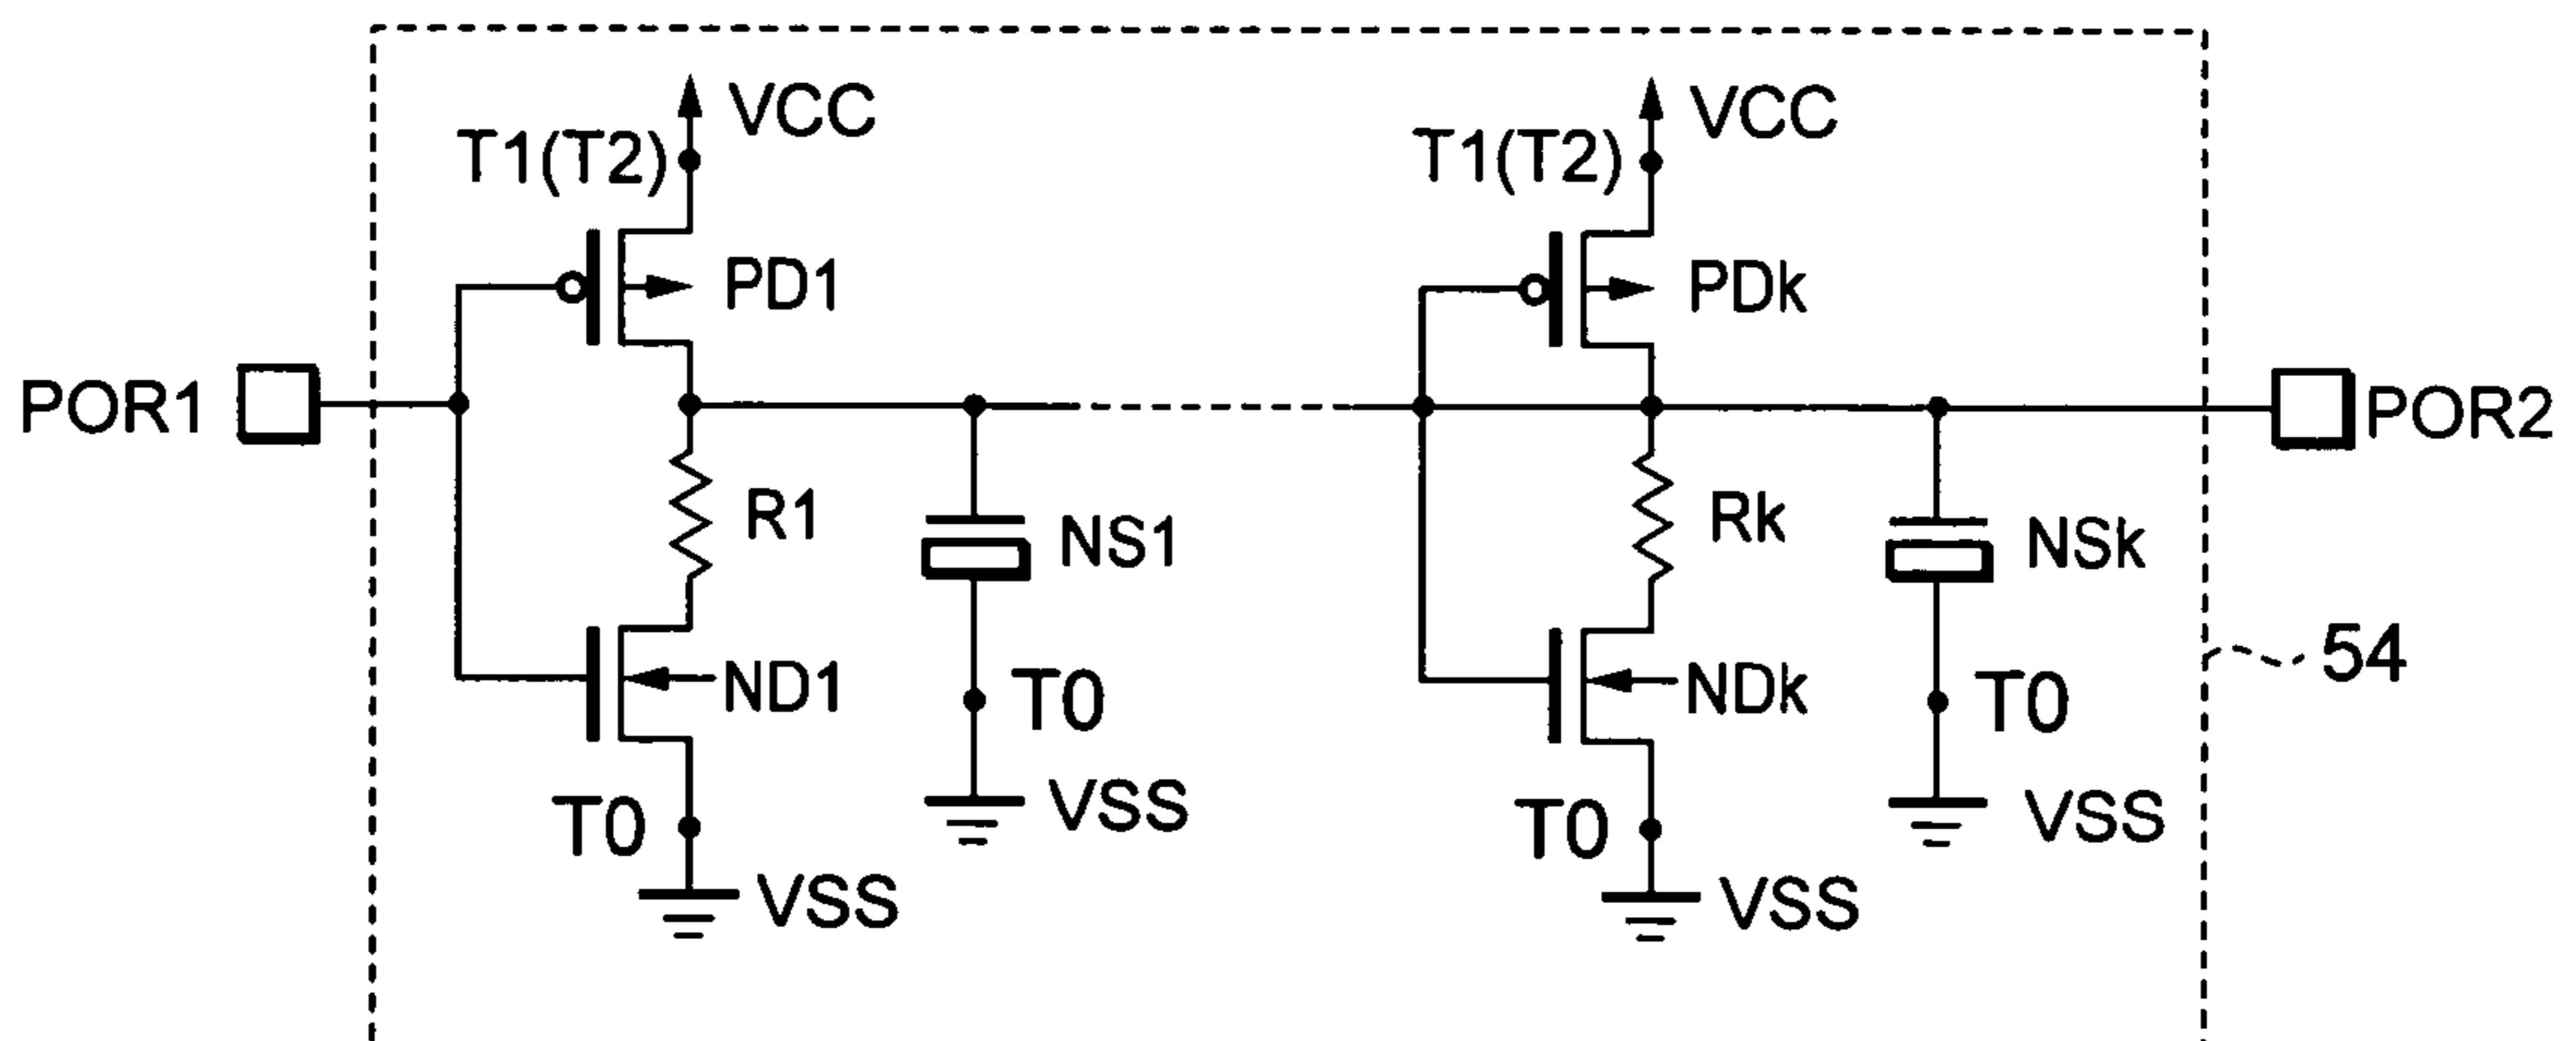 VCC
T1(T2)
PD1
POR1
R1
NS1
ND1
T0
T0
VSS
VSS
VCC
T1(T2)
PDk
POR2
Rk
NSk
NDk
T0
T0
VSS
VSS
54